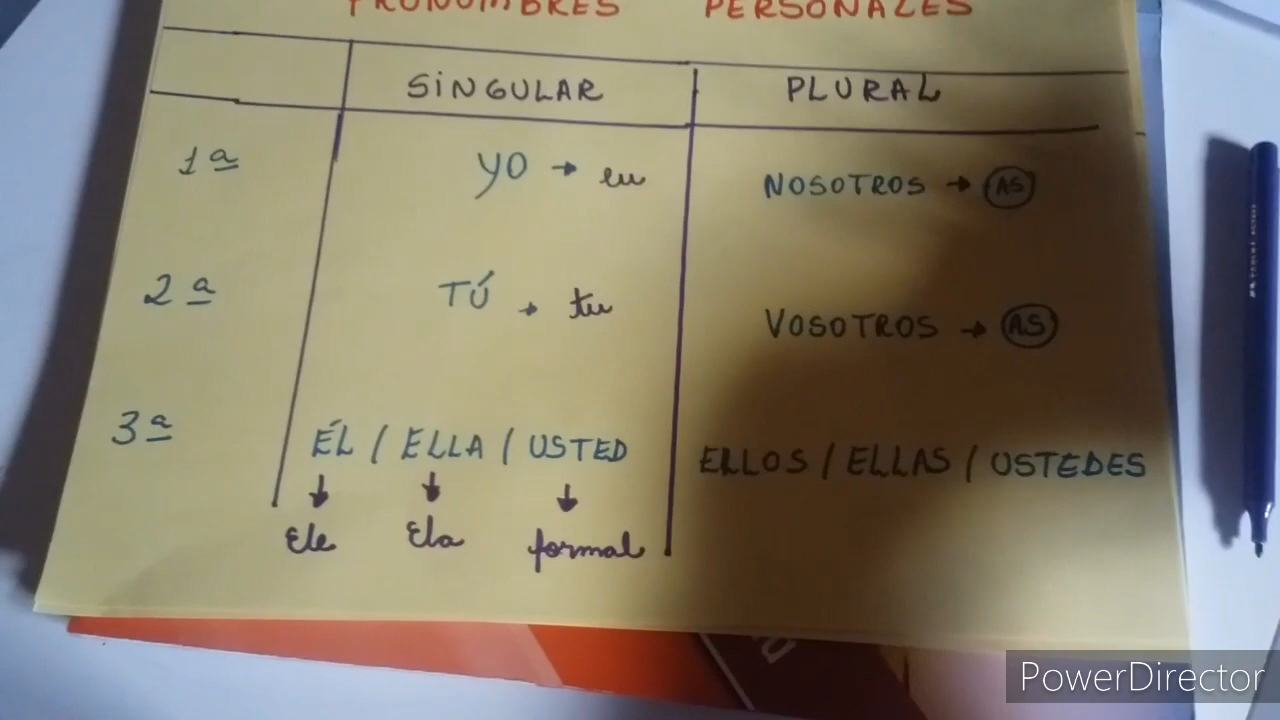 PRONOMBRES PERSONALES
SINGULAR PLURAL
1ª YO → eu NOSOTROS → AS
2ª TÚ → tu VOSOTROS → AS
3ª ÉL / ELLA / USTED ELLOS / ELLAS / USTEDES
Ele Ela formal
PowerDirector